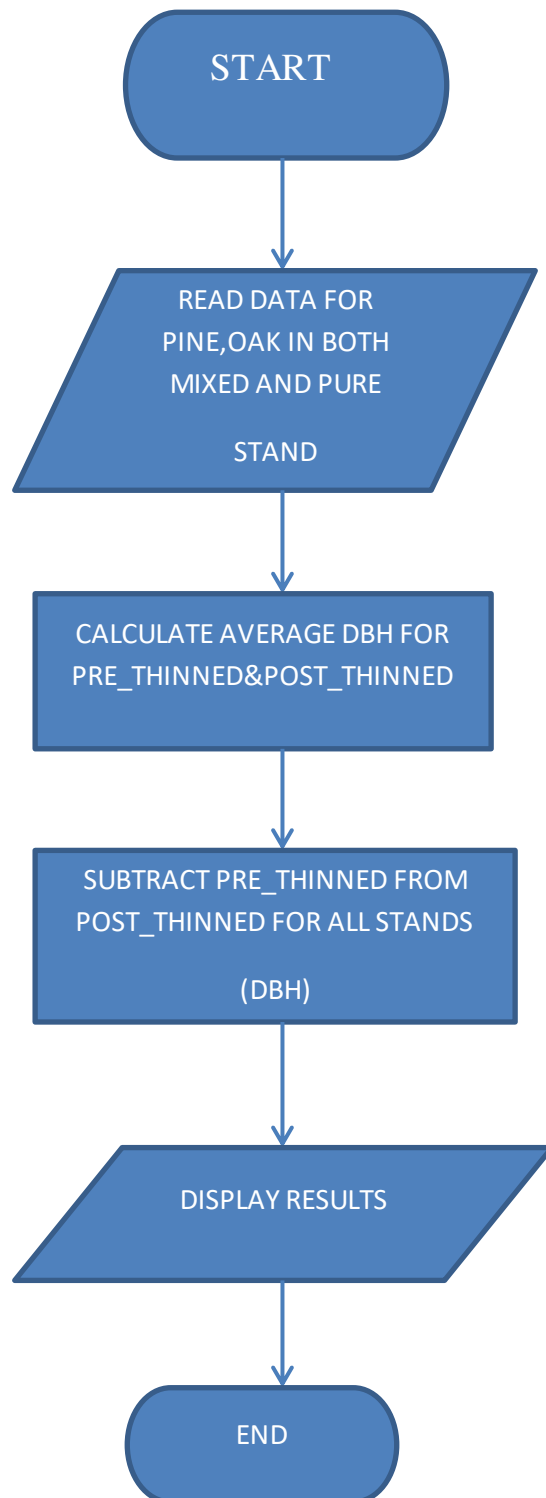 START
READ DATA FOR
PINE,OAK IN BOTH
MIXED AND PURE
STAND
CALCULATE AVERAGE DBH FOR
PRE_THINNED&POST_THINNED
SUBTRACT PRE_THINNED FROM
POST_THINNED FOR ALL STANDS
(DBH)
DISPLAY RESULTS
END